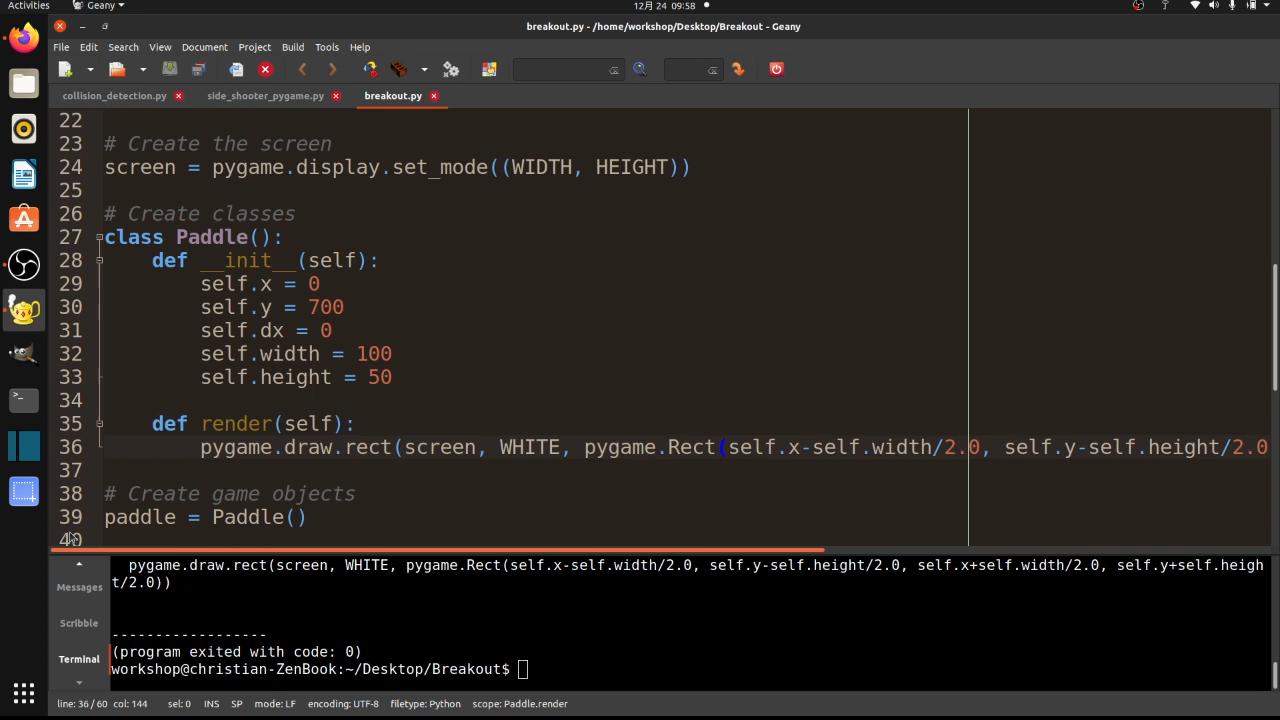 Activities
Geany
12月 24 09:58
breakout.py - /home/workshop/Desktop/Breakout - Geany
File Edit Search View Document Project Build Tools Help
collision_detection.py side_shooter_pygame.py breakout.py
22
23 # Create the screen
24 screen = pygame.display.set_mode((WIDTH, HEIGHT))
25
26 # Create classes
27 class Paddle():
28 def __init__(self):
29 self.x = 0
30 self.y = 700
31 self.dx = 0
32 self.width = 100
33 self.height = 50
34
35 def render(self):
36 pygame.draw.rect(screen, WHITE, pygame.Rect(self.x-self.width/2.0, self.y-self.height/2.0
37
38 # Create game objects
39 paddle = Paddle()
40
pygame.draw.rect(screen, WHITE, pygame.Rect(self.x-self.width/2.0, self.y-self.height/2.0, self.x+self.width/2.0, self.y+self.heigh
t/2.0))
Messages
Scribble
Terminal
------------------
(program exited with code: 0)
workshop@christian-ZenBook:~/Desktop/Breakout$
line: 36 / 60 col: 144 sel: 0 INS SP mode: LF encoding: UTF-8 filetype: Python scope: Paddle.render